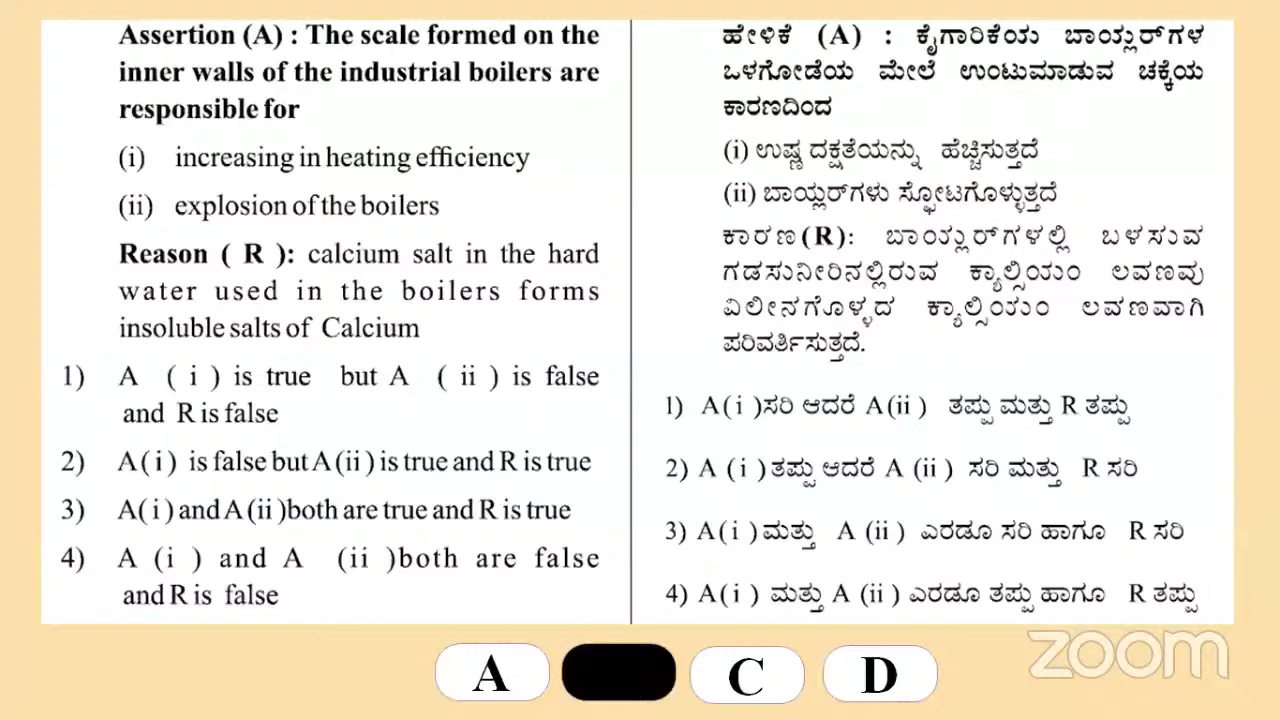 Assertion (A) : The scale formed on the
inner walls of the industrial boilers are
responsible for
(i) increasing in heating efficiency
(ii) explosion of the boilers
Reason ( R ): calcium salt in the hard
water used in the boilers forms
insoluble salts of Calcium
1) A ( i ) is true but A ( ii ) is false
and R is false
2) A( i ) is false but A (ii ) is true and R is true
3) A( i ) and A (ii )both are true and R is true
4) A (i ) and A (ii )both are false
and R is false
ಹೇಳಿಕೆ (A) : ಕೈಗಾರಿಕೆಯ ಬಾಯ್ಲರ್‌ಗಳ
ಒಳಗೋಡೆಯ ಮೇಲೆ ಉಂಟುಮಾಡುವ ಚಕ್ಕೆಯ
ಕಾರಣದಿಂದ
(i) ಉಷ್ಣ ದಕ್ಷತೆಯನ್ನು ಹೆಚ್ಚಿಸುತ್ತದೆ
(ii) ಬಾಯ್ಲರ್‌ಗಳು ಸ್ಫೋಟಗೊಳ್ಳುತ್ತದೆ
ಕಾರಣ(R): ಬಾಯ್ಲರ್‌ಗಳಲ್ಲಿ ಬಳಸುವ
ಗಡಸುನೀರಿನಲ್ಲಿರುವ ಕ್ಯಾಲ್ಸಿಯಂ ಲವಣವು
ವಿಲೀನಗೊಳ್ಳದ ಕ್ಯಾಲ್ಸಿಯಂ ಲವಣವಾಗಿ
ಪರಿವರ್ತಿಸುತ್ತದೆ.
1) A( i )ಸರಿ ಆದರೆ A(ii ) ತಪ್ಪು ಮತ್ತು R ತಪ್ಪು
2) A ( i ) ತಪ್ಪು ಆದರೆ A (ii ) ಸರಿ ಮತ್ತು R ಸರಿ
3) A( i ) ಮತ್ತು A (ii ) ಎರಡೂ ಸರಿ ಹಾಗೂ R ಸರಿ
4) A( i ) ಮತ್ತು A (ii ) ಎರಡೂ ತಪ್ಪು ಹಾಗೂ R ತಪ್ಪು
zoom
A C D